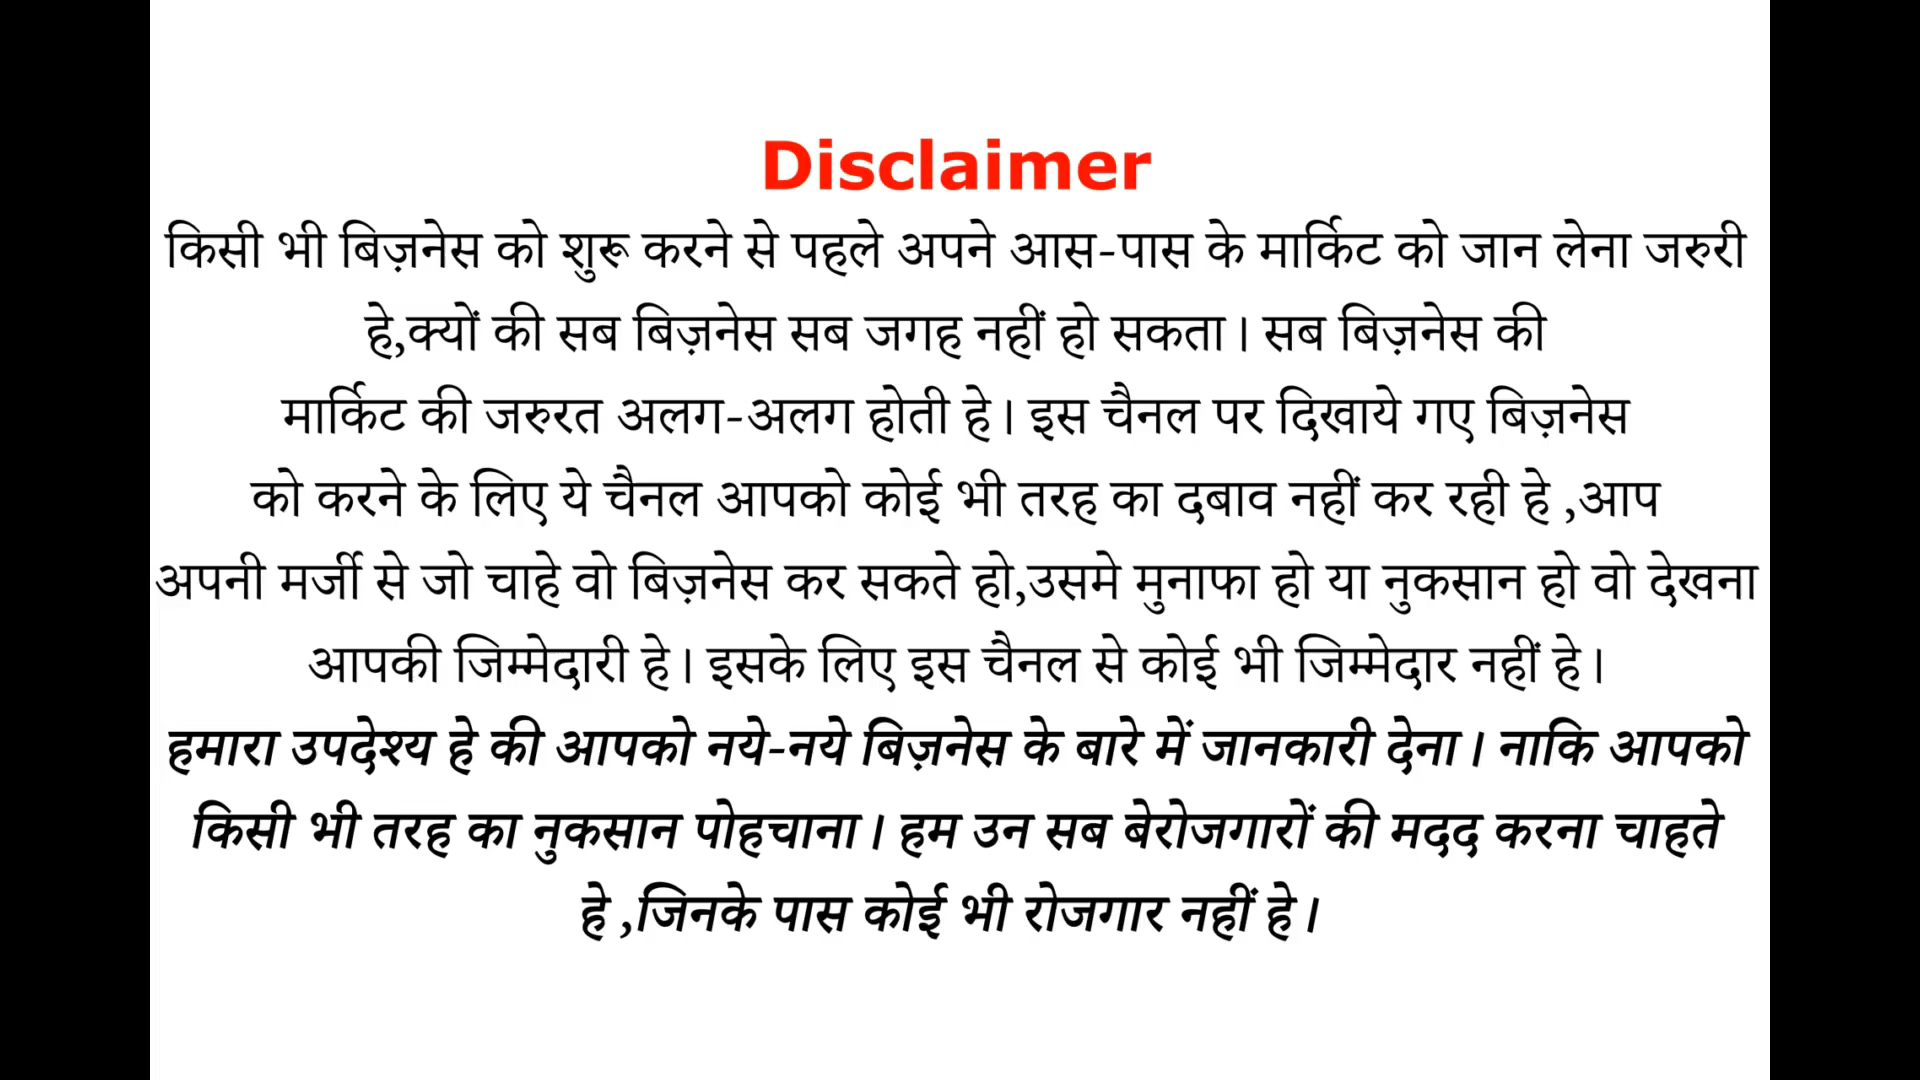 Disclaimer
किसी भी बिज़नेस को शुरू करने से पहले अपने आस-पास के मार्किट को जान लेना जरुरी
हे,क्यों की सब बिज़नेस सब जगह नहीं हो सकता। सब बिज़नेस की
मार्किट की जरुरत अलग-अलग होती हे। इस चैनल पर दिखाये गए बिज़नेस
को करने के लिए ये चैनल आपको कोई भी तरह का दबाव नहीं कर रही हे ,आप
अपनी मर्जी से जो चाहे वो बिज़नेस कर सकते हो,उसमे मुनाफा हो या नुकसान हो वो देखना
आपकी जिम्मेदारी हे। इसके लिए इस चैनल से कोई भी जिम्मेदार नहीं हे।
हमारा उपदेश्य हे की आपको नये-नये बिज़नेस के बारे में जानकारी देना। नाकि आपको
किसी भी तरह का नुकसान पोहचाना। हम उन सब बेरोजगारों की मदद करना चाहते
हे ,जिनके पास कोई भी रोजगार नहीं हे।